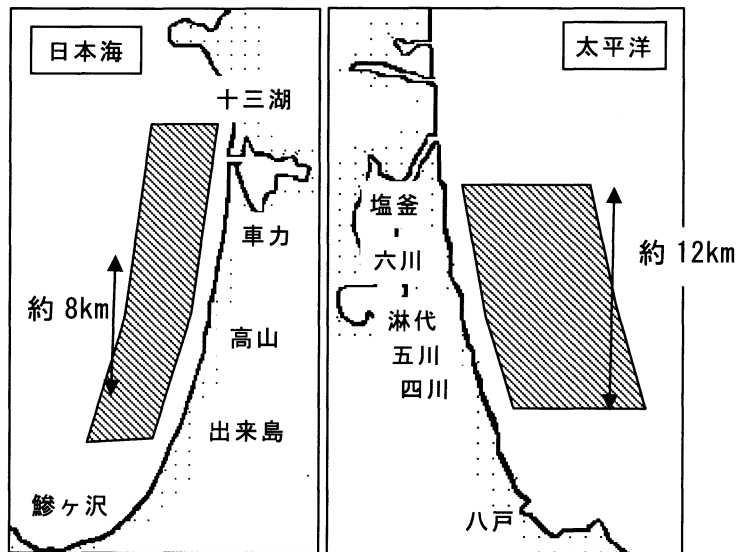 日本海
十三湖
車力
約 8km
高山
出来島
鰺ヶ沢
太平洋
塩釜
六川
約 12km
淋代
五川
四川
八戸